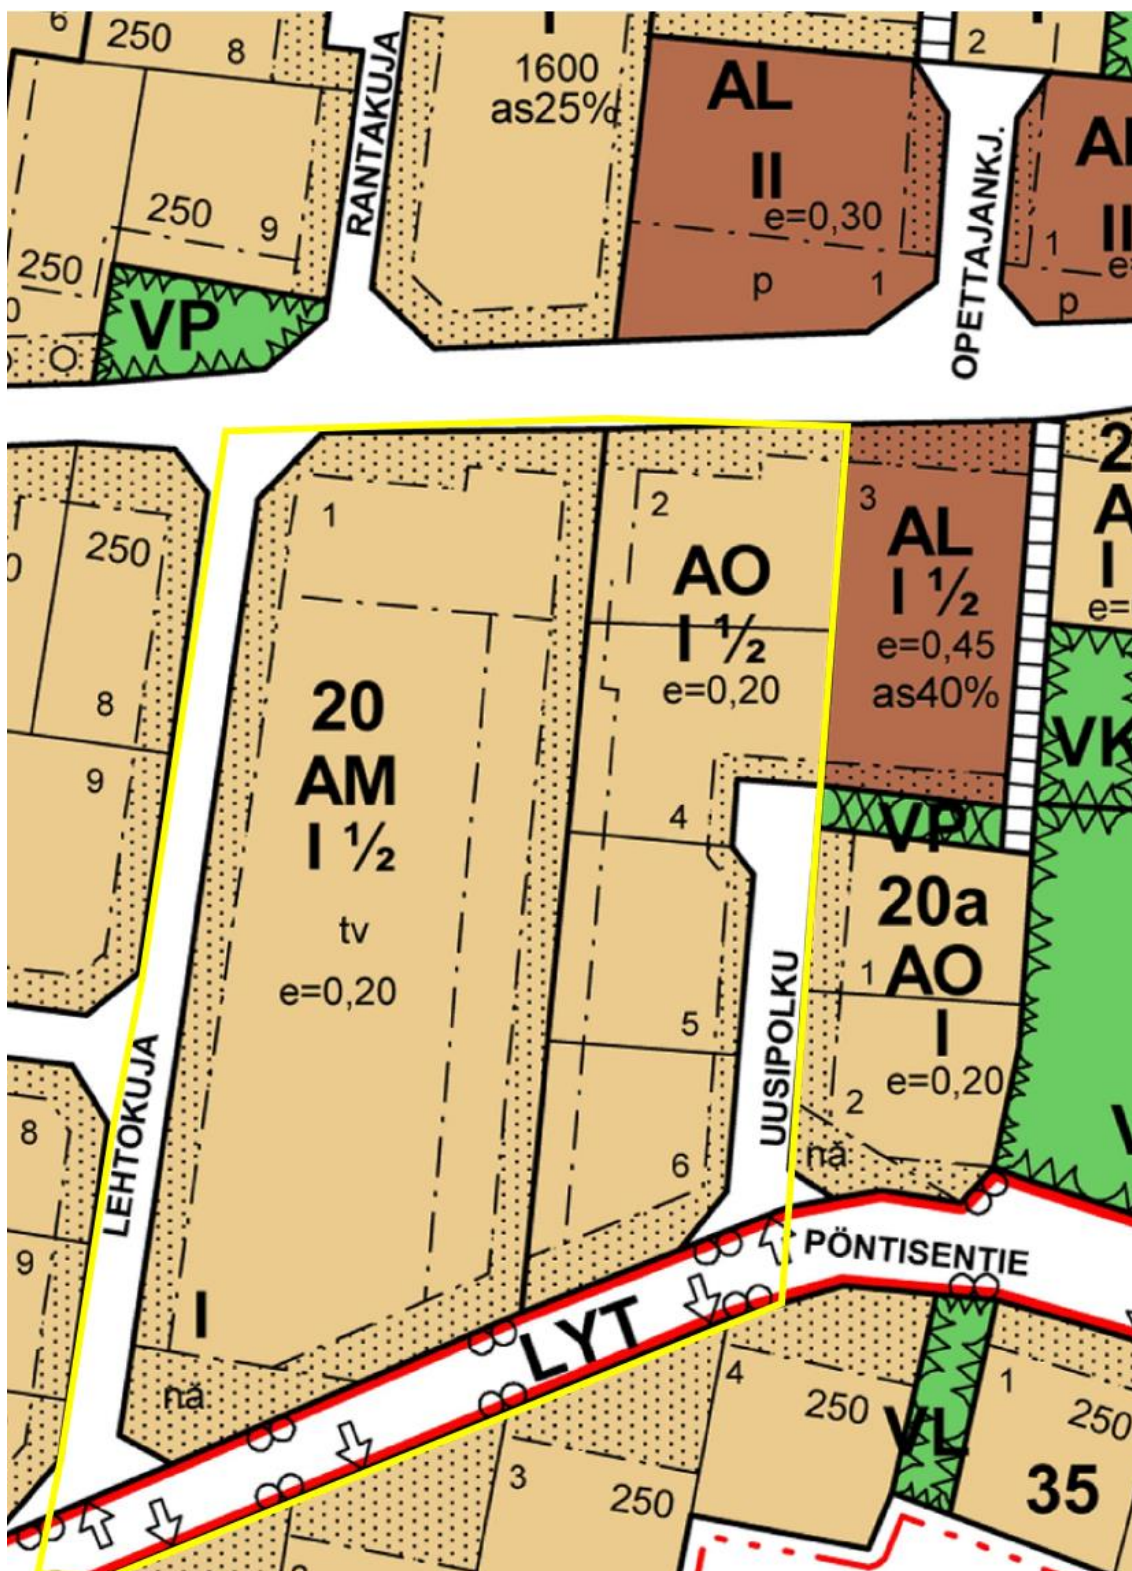 6
250
8
I
1600
as25%
2
RANTAKUJA
AL
II
e=0,30
p
1
OPETTAJANKJ.
1
p
250
9
250
VP
250
8
9
1
20
AM
I ½
tv
e=0,20
2
AO
I ½
e=0,20
4
5
6
3
AL
I ½
e=0,45
as40%
VP
20a
AO
I
e=0,20
1
2
nä
VK
UUSIPOLKU
LEHTOKUJA
8
9
I
nä
LYT
PÖNTISENTIE
4
250
3
250
VL
1
250
35